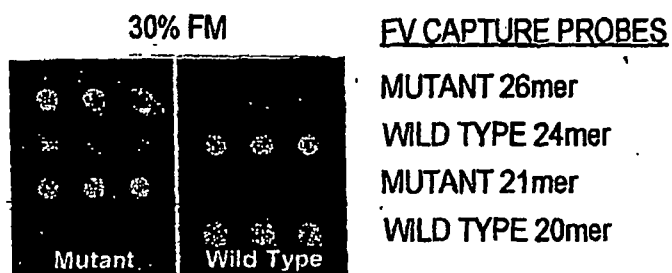 30% FM
FV CAPTURE PROBES
MUTANT 26mer
WILD TYPE 24mer
MUTANT 21mer
WILD TYPE 20mer
Mutant
Wild Type